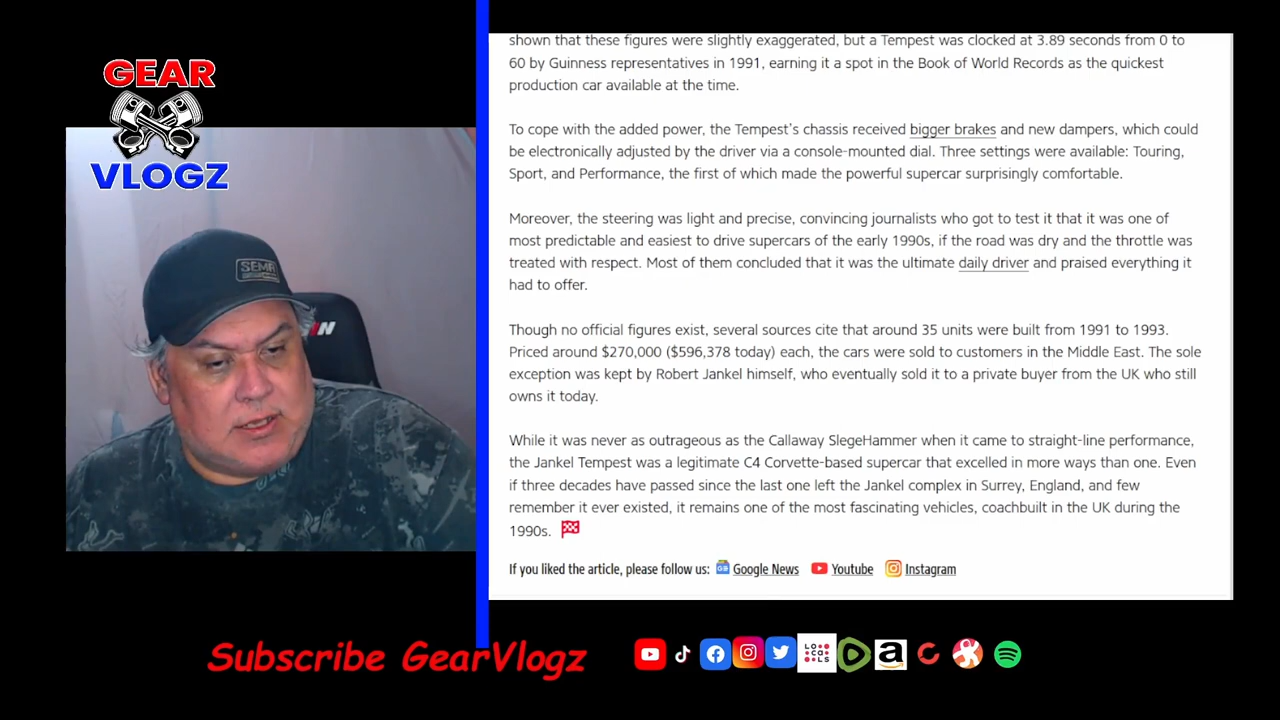 GEAR
VLOGZ
SEMA
shown that these figures were slightly exaggerated, but a Tempest was clocked at 3.89 seconds from 0 to
60 by Guinness representatives in 1991, earning it a spot in the Book of World Records as the quickest
production car available at the time.
To cope with the added power, the Tempest's chassis received bigger brakes and new dampers, which could
be electronically adjusted by the driver via a console-mounted dial. Three settings were available: Touring,
Sport, and Performance, the first of which made the powerful supercar surprisingly comfortable.
Moreover, the steering was light and precise, convincing journalists who got to test it that it was one of
most predictable and easiest to drive supercars of the early 1990s, if the road was dry and the throttle was
treated with respect. Most of them concluded that it was the ultimate daily driver and praised everything it
had to offer.
Though no official figures exist, several sources cite that around 35 units were built from 1991 to 1993.
Priced around $270,000 ($596,378 today) each, the cars were sold to customers in the Middle East. The sole
exception was kept by Robert Jankel himself, who eventually sold it to a private buyer from the UK who still
owns it today.
While it was never as outrageous as the Callaway SlegeHammer when it came to straight-line performance,
the Jankel Tempest was a legitimate C4 Corvette-based supercar that excelled in more ways than one. Even
if three decades have passed since the last one left the Jankel complex in Surrey, England, and few
remember it ever existed, it remains one of the most fascinating vehicles, coachbuilt in the UK during the
1990s.
If you liked the article, please follow us: Google News Youtube Instagram
Subscribe GearVlogz
LOCALS